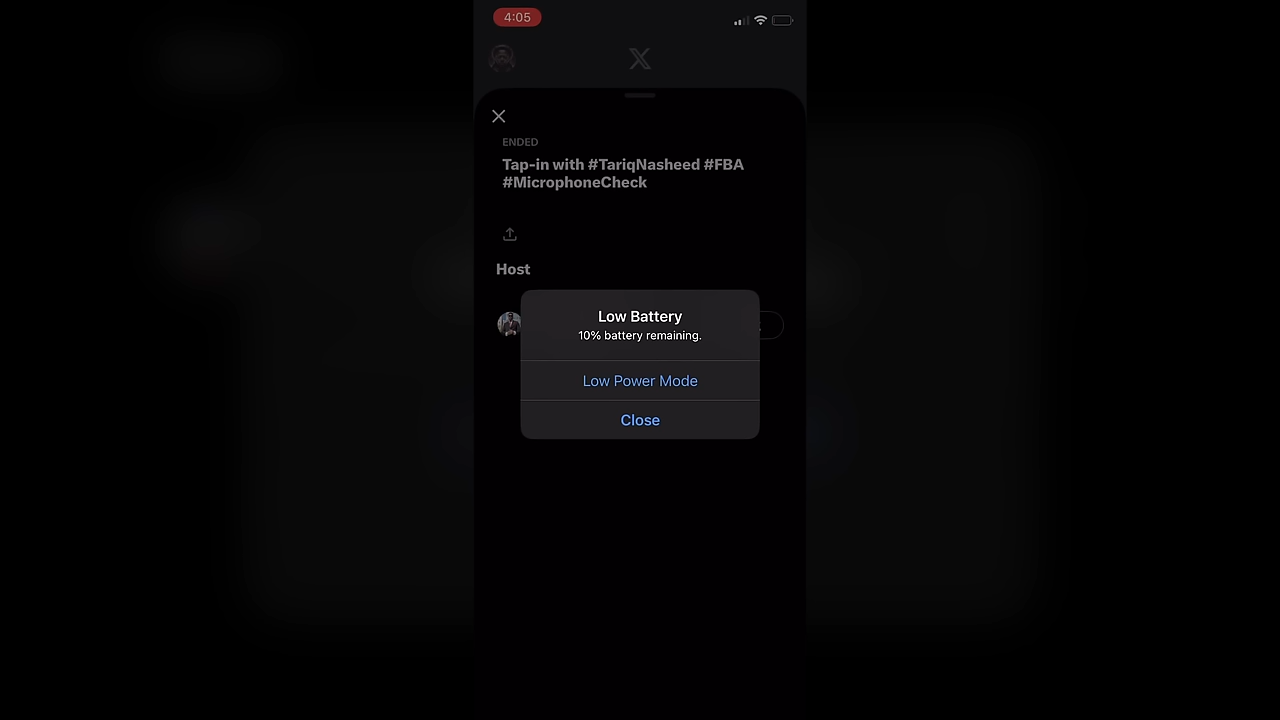 4:05
ENDED
Tap-in with #TariqNasheed #FBA
#MicrophoneCheck
Host
Low Battery
10% battery remaining.
Low Power Mode
Close